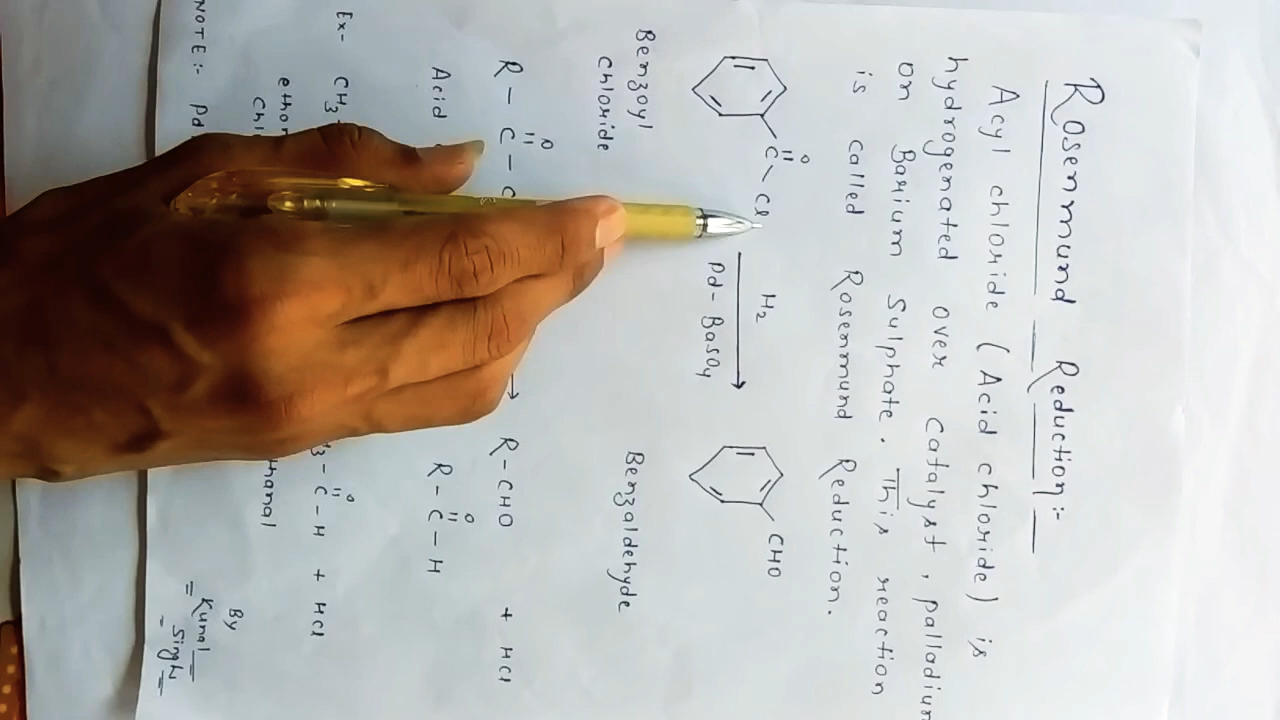 Rosenmund Reduction:-
Acyl chloride (Acid chloride) is
hydrogenated over catalyst, palladium
on Barium Sulphate. This reaction
is called Rosenmund Reduction.
O
C - Cl
H2
Pd-BaSO4
CHO
Benzoyl
chloride
Benzaldehyde
O
R - C - C
→ R-CHO + HCl
Acid
O
R - C - H
Ex- CH3
O
3 - C - H + HCl
thanal
NOTE:- Pd
By
Kunal
Singh